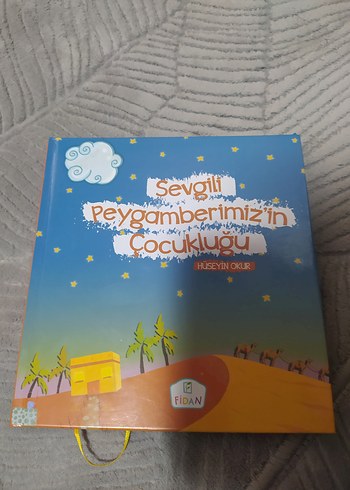 Sevgili
Peygamberimiz'in
Çocukluğu
HÜSEYİN OKUR
FİDAN